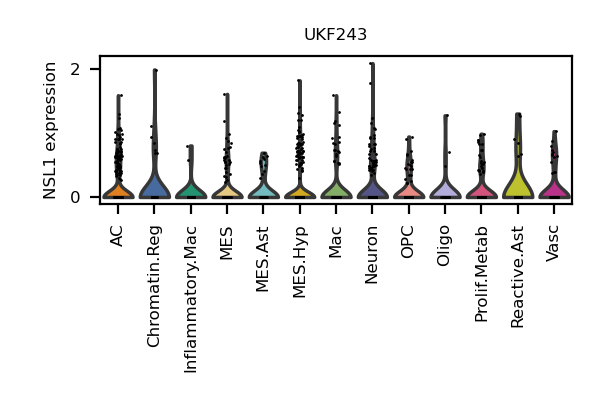 UKF243
NSL1 expression
2
0
AC
Chromatin.Reg
Inflammatory.Mac
MES
MES.Ast
MES.Hyp
Mac
Neuron
OPC
Oligo
Prolif.Metab
Reactive.Ast
Vasc